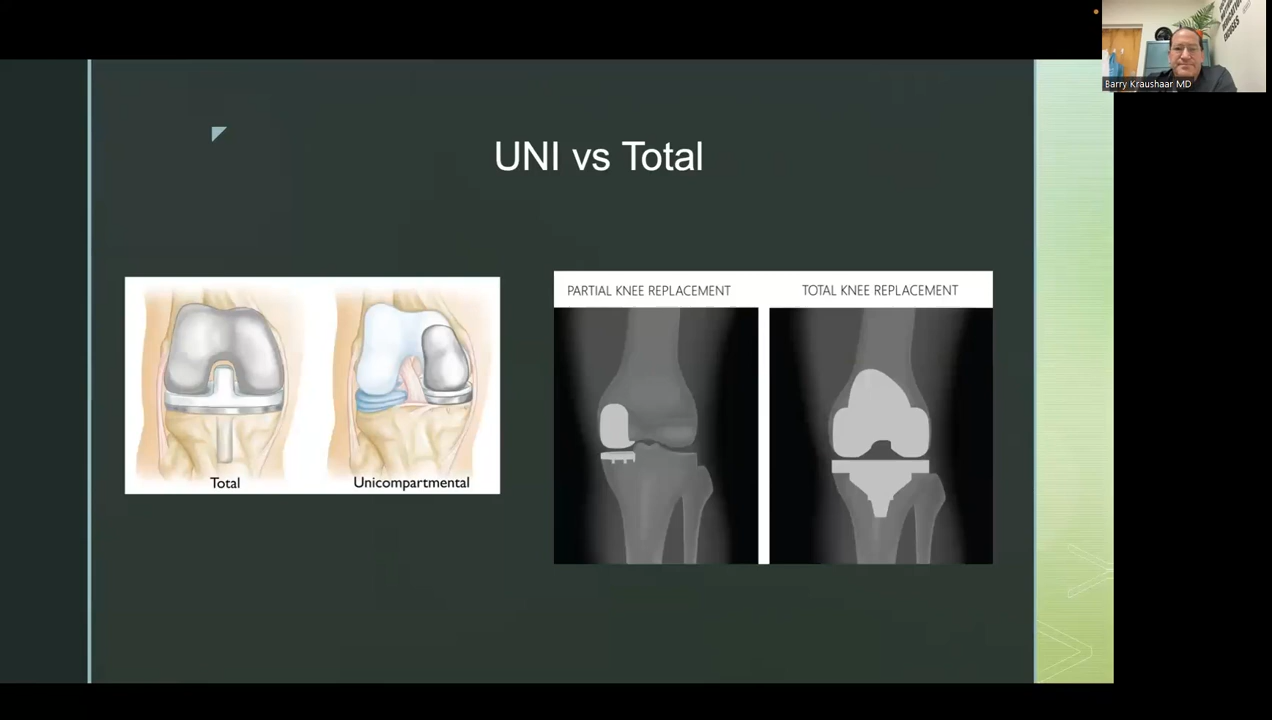 UNI vs Total
Total
Unicompartmental
PARTIAL KNEE REPLACEMENT
TOTAL KNEE REPLACEMENT
Barry Kraushaar MD